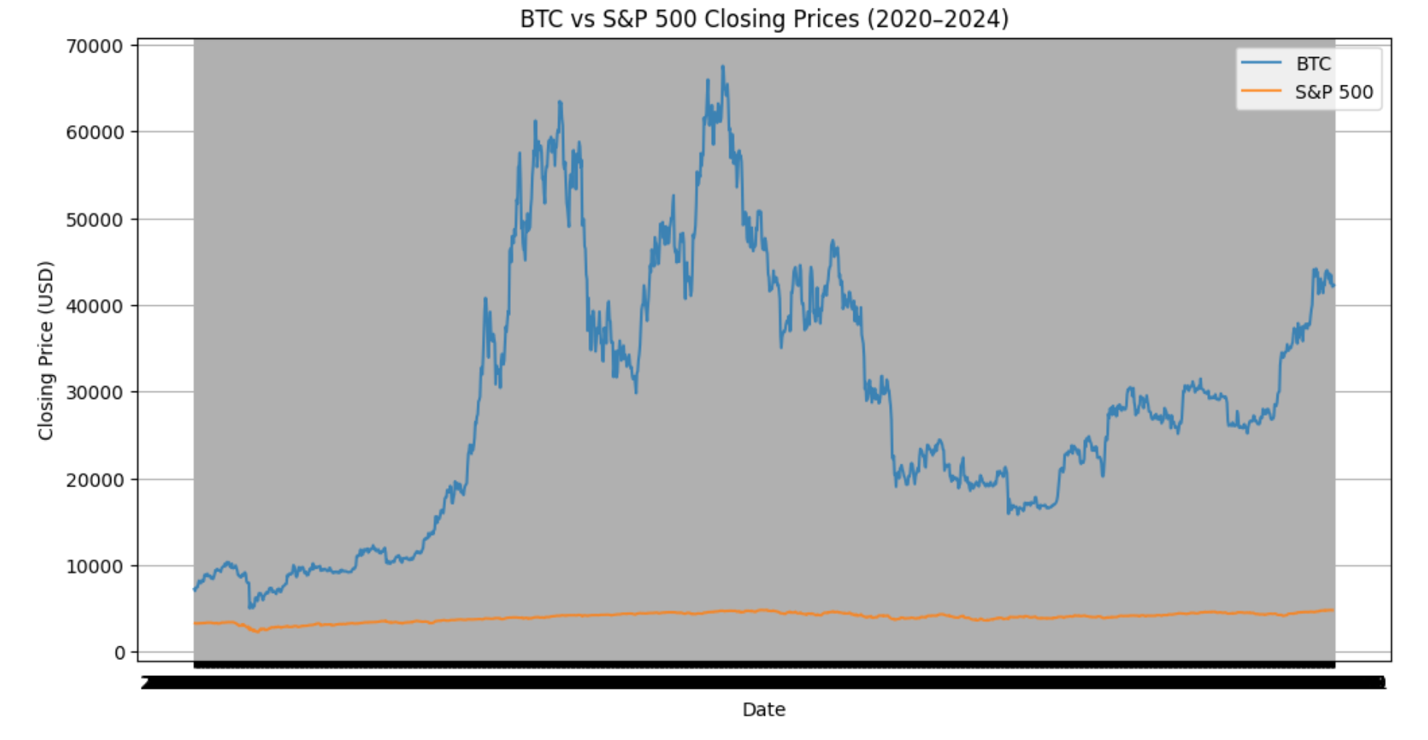 BTC vs S&P 500 Closing Prices (2020–2024)
70000
60000
50000
40000
30000
20000
10000
0
Closing Price (USD)
BTC
S&P 500
Date